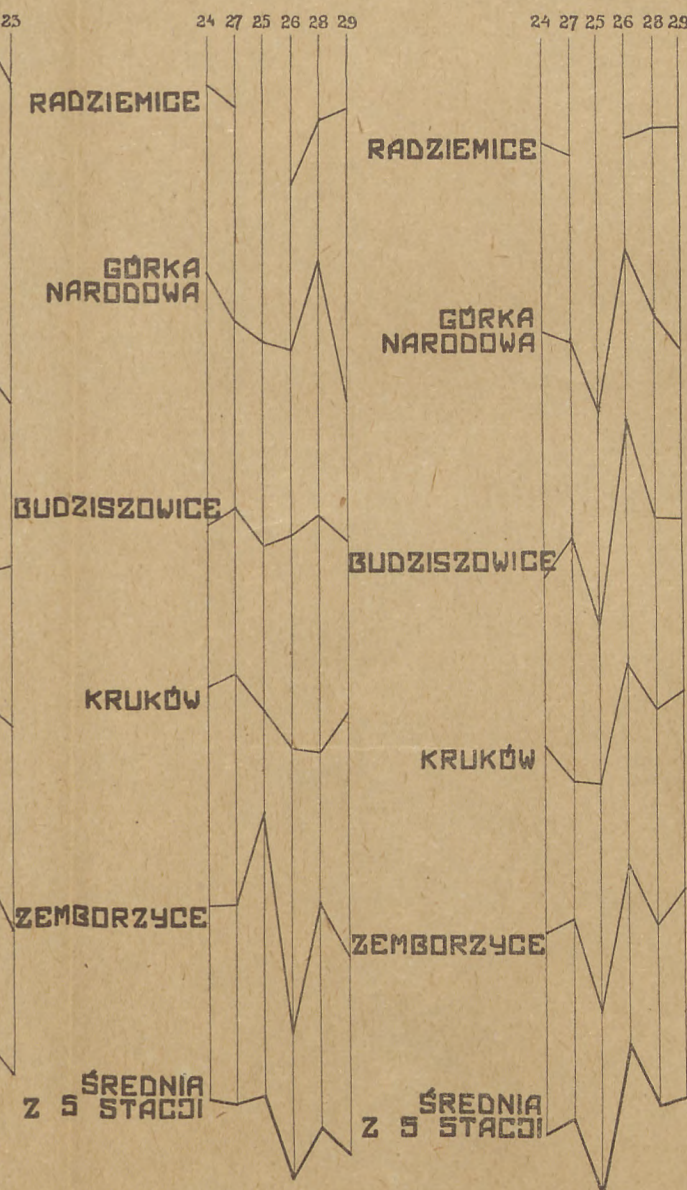 23 24 27 25 26 28 29 24 27 25 26 28 29
RADZIEMICE
GÓRKA
NARODOWA
BUDZISZOWICE
KRUKÓW
ZEMBORZYCE
ŚREDNIA
Z 5 STACJI
RADZIEMICE
GÓRKA
NARODOWA
BUDZISZOWICE
KRUKÓW
ZEMBORZYCE
ŚREDNIA
Z 5 STACJI